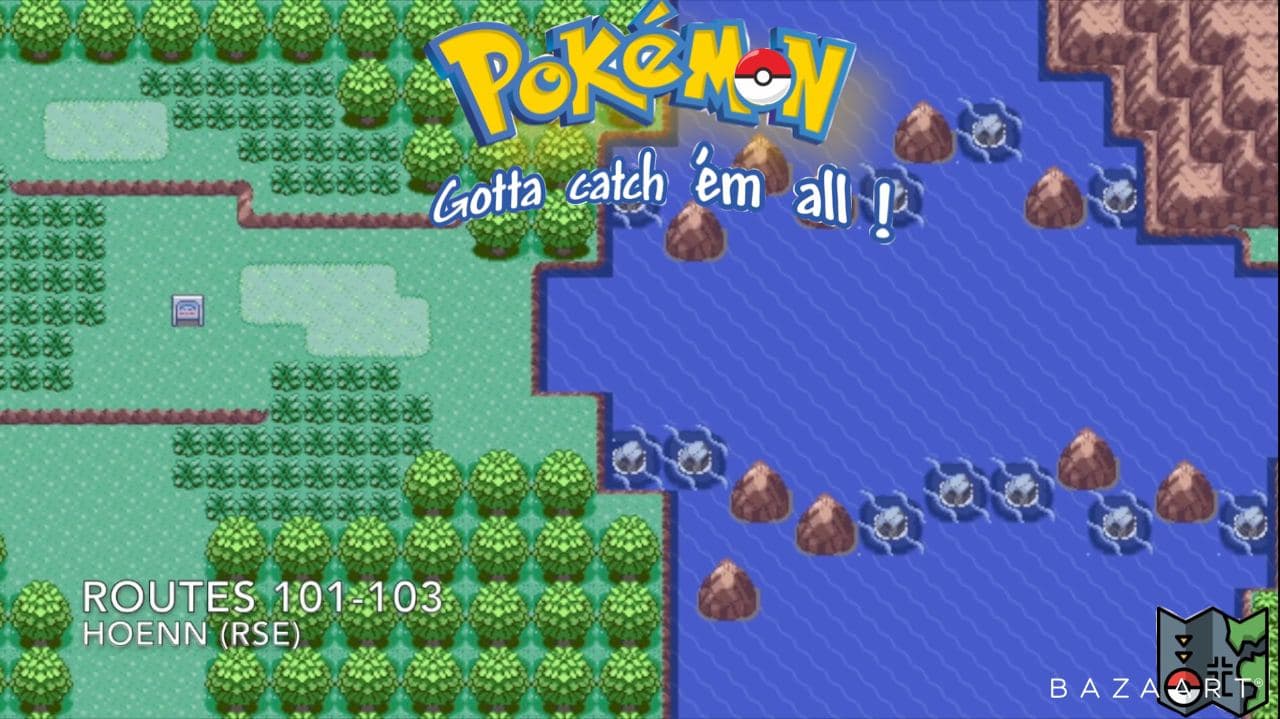 POKéMON
Gotta catch 'em all !
ROUTES 101-103
HOENN (RSE)
BAZAART®